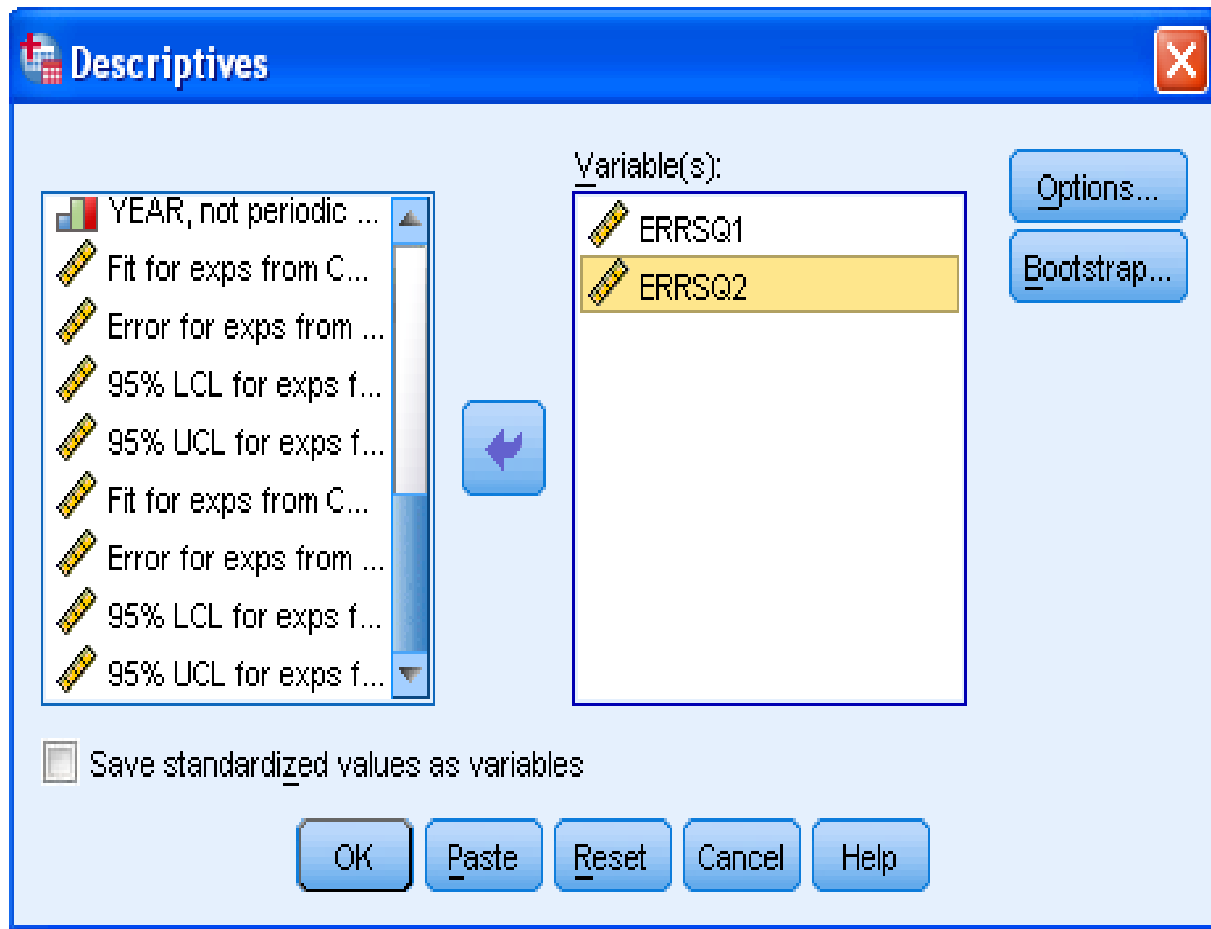 Descriptives
YEAR, not periodic ...
Fit for exps from C...
Error for exps from ...
95% LCL for exps f...
95% UCL for exps f...
Fit for exps from C...
Error for exps from ...
95% LCL for exps f...
95% UCL for exps f...
Variable(s):
ERRSQ1
ERRSQ2
Options...
Bootstrap...
Save standardized values as variables
OK Paste Reset Cancel Help